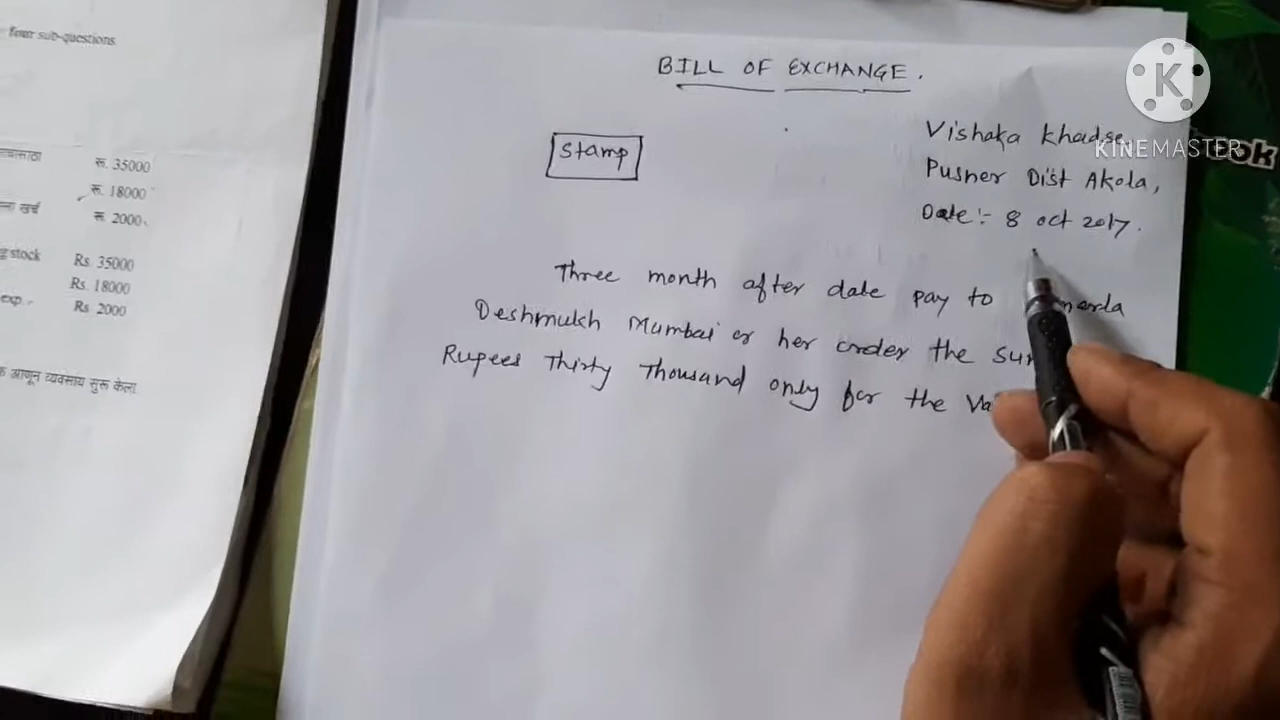 four sub-questions
रू. 35000
रू. 18000
ला खर्च रू. 2000
g stock Rs. 35000
Rs. 18000
exp. Rs 2000
क आणून व्यवसाय सुरू केला.
BILL OF EXCHANGE.
Stamp
K
KINEMASTER
ook
Vishaka Khadse,
Pusner Dist Akola,
Date:- 8 oct 2017.
Three month after date pay to
Deshmukh Mumbai or her order the
Rupees Thirty Thousand only for the